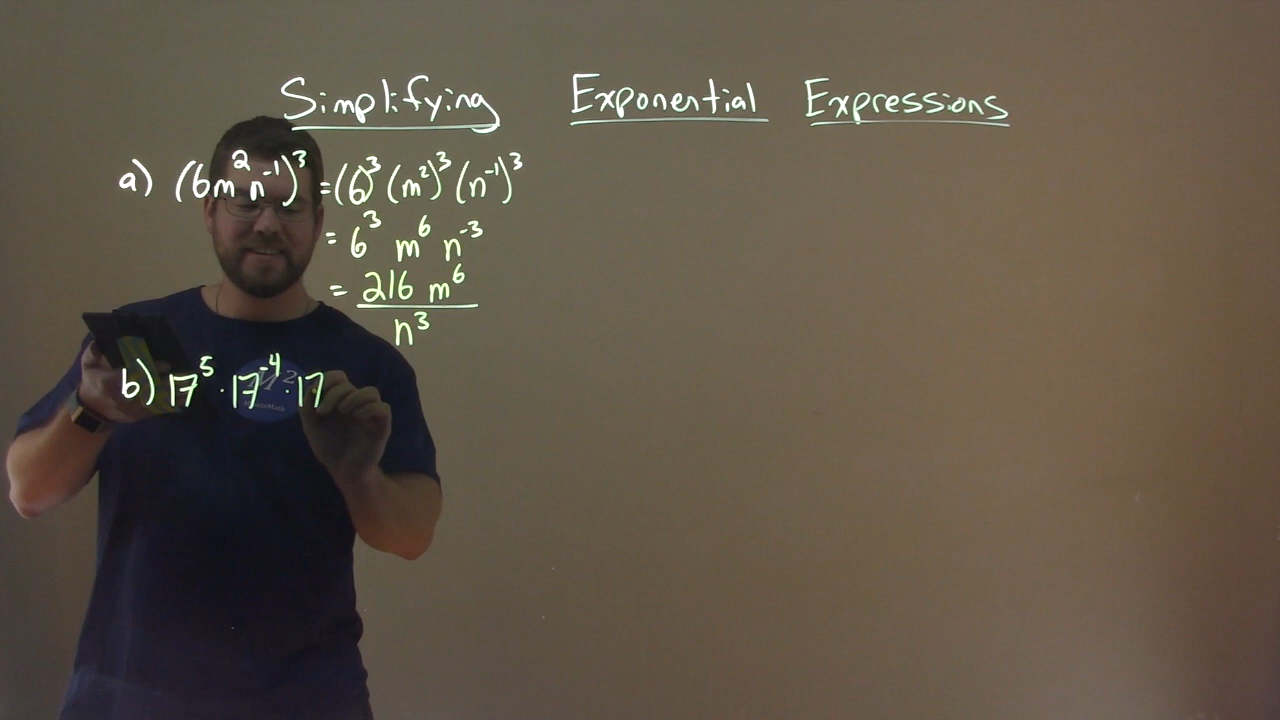 Simplifying Exponential Expressions
a) (6m²n⁻¹)³ = (6)³ (m²)³ (n⁻¹)³
= 6³ m⁶ n⁻³
= 216 m⁶
n³
b) 17⁵ · 17⁻⁴ · 17